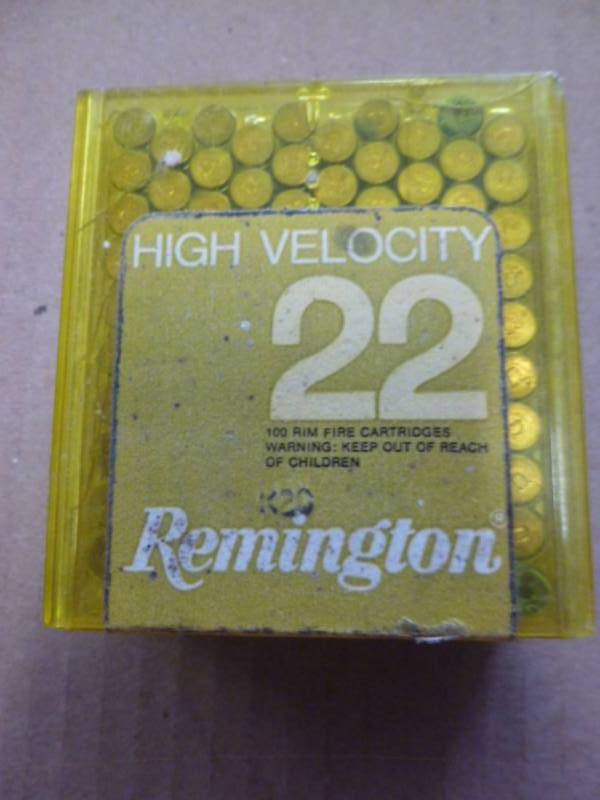 HIGH VELOCITY
22
100 RIM FIRE CARTRIDGES
WARNING: KEEP OUT OF REACH
OF CHILDREN
K20
Remington®